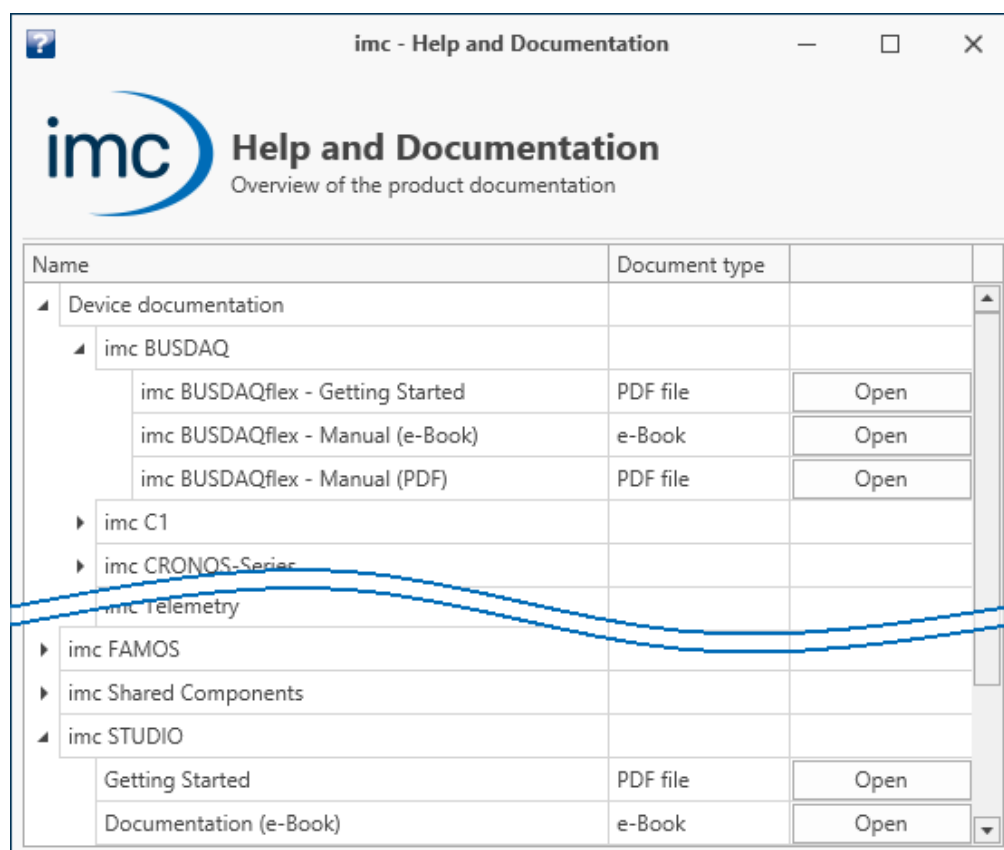 imc - Help and Documentation
imc
Help and Documentation
Overview of the product documentation
Name Document type
Device documentation
imc BUSDAQ
imc BUSDAQflex - Getting Started PDF file Open
imc BUSDAQflex - Manual (e-Book) e-Book Open
imc BUSDAQflex - Manual (PDF) PDF file Open
imc C1
imc CRONOS-Series
imc Telemetry
imc FAMOS
imc Shared Components
imc STUDIO
Getting Started PDF file Open
Documentation (e-Book) e-Book Open